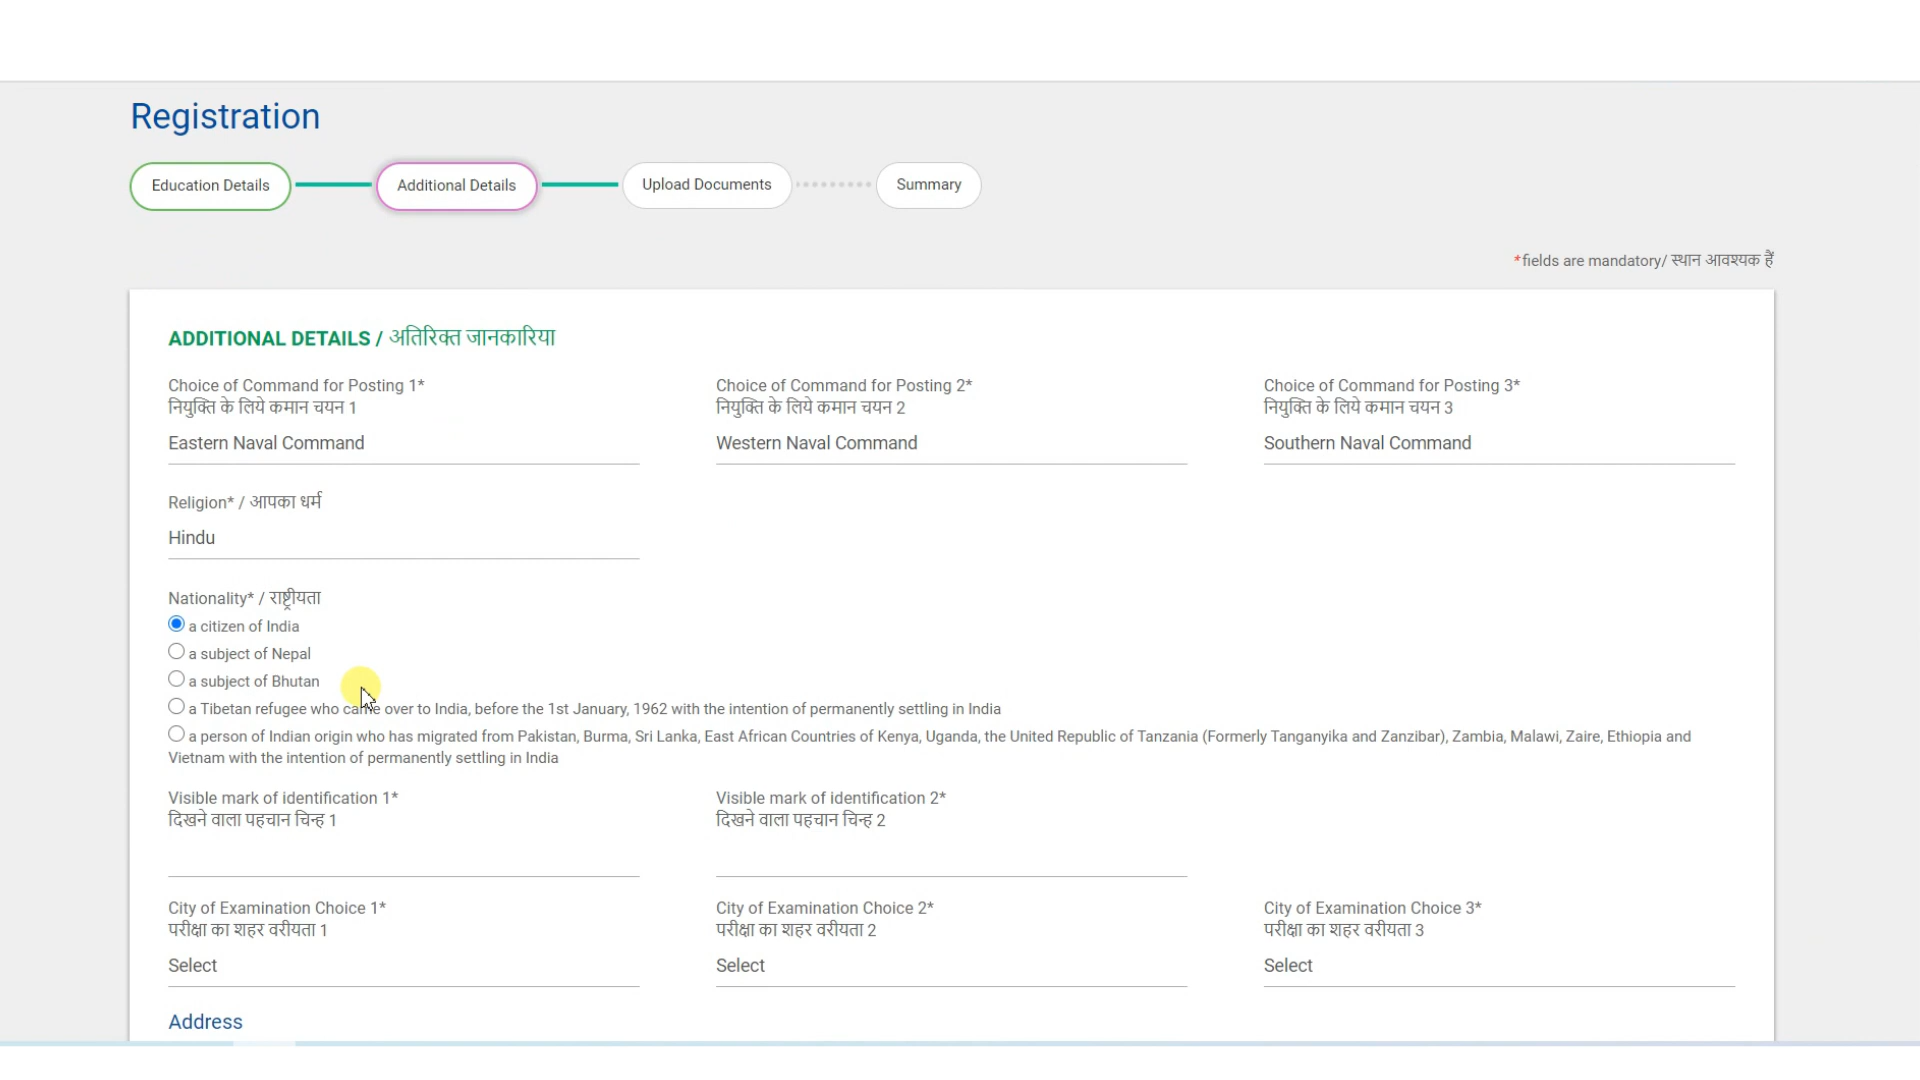 Registration
Education Details
Additional Details
Upload Documents
Summary
*fields are mandatory/ स्थान आवश्यक हैं
ADDITIONAL DETAILS / अतिरिक्त जानकारिया
Choice of Command for Posting 1*
नियुक्ति के लिये कमान चयन 1
Eastern Naval Command
Choice of Command for Posting 2*
नियुक्ति के लिये कमान चयन 2
Western Naval Command
Choice of Command for Posting 3*
नियुक्ति के लिये कमान चयन 3
Southern Naval Command
Religion* / आपका धर्म
Hindu
Nationality* / राष्ट्रीयता
a citizen of India
a subject of Nepal
a subject of Bhutan
a Tibetan refugee who came over to India, before the 1st January, 1962 with the intention of permanently settling in India
a person of Indian origin who has migrated from Pakistan, Burma, Sri Lanka, East African Countries of Kenya, Uganda, the United Republic of Tanzania (Formerly Tanganyika and Zanzibar), Zambia, Malawi, Zaire, Ethiopia and
Vietnam with the intention of permanently settling in India
Visible mark of identification 1*
दिखने वाला पहचान चिन्ह 1
Visible mark of identification 2*
दिखने वाला पहचान चिन्ह 2
City of Examination Choice 1*
परीक्षा का शहर वरीयता 1
Select
City of Examination Choice 2*
परीक्षा का शहर वरीयता 2
Select
City of Examination Choice 3*
परीक्षा का शहर वरीयता 3
Select
Address